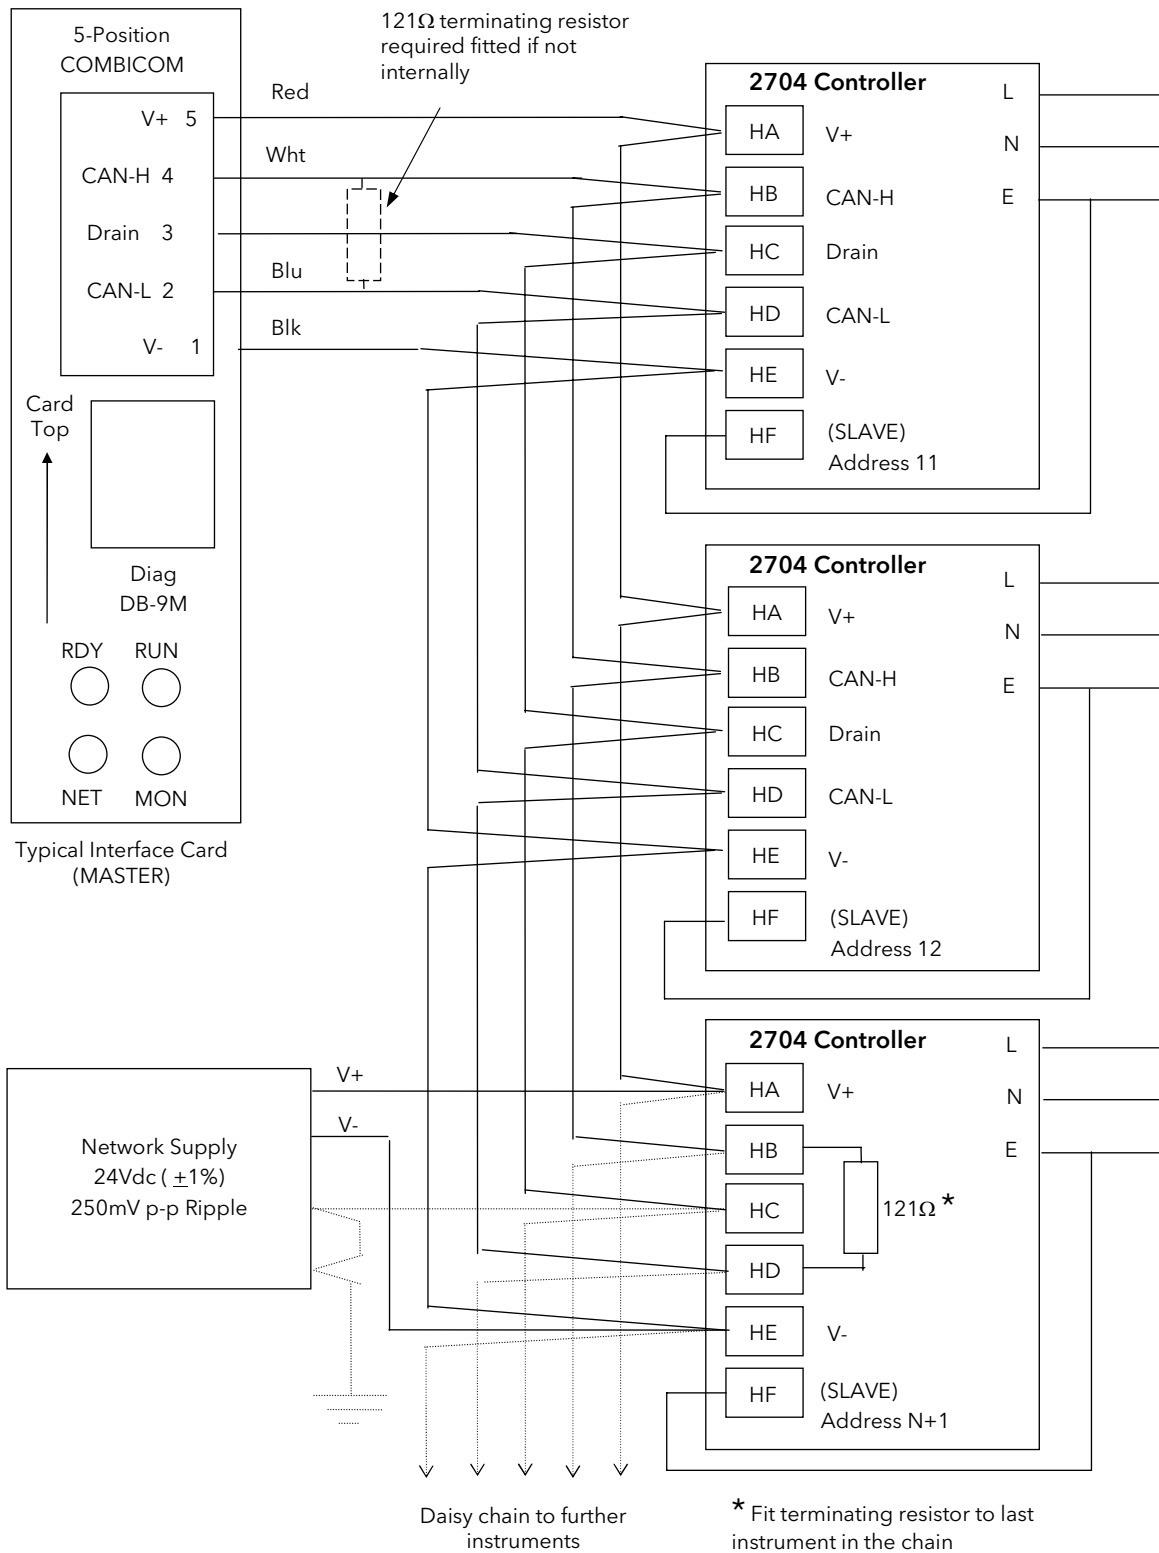 5-Position
COMBICOM
V+ 5
CAN-H 4
Drain 3
CAN-L 2
V- 1
Card
Top
Diag
DB-9M
RDY RUN
NET MON
Typical Interface Card
(MASTER)
121Ω terminating resistor
required fitted if not
internally
Red
Wht
Blu
Blk
2704 Controller
HA V+
HB CAN-H
HC Drain
HD CAN-L
HE V-
HF (SLAVE)
Address 11
L
N
E
2704 Controller
HA V+
HB CAN-H
HC Drain
HD CAN-L
HE V-
HF (SLAVE)
Address 12
L
N
E
Network Supply
24Vdc ( ±1%)
250mV p-p Ripple
V+
V-
2704 Controller
HA V+
HB
HC
HD
121Ω *
HE V-
HF (SLAVE)
Address N+1
L
N
E
Daisy chain to further
instruments
* Fit terminating resistor to last
instrument in the chain